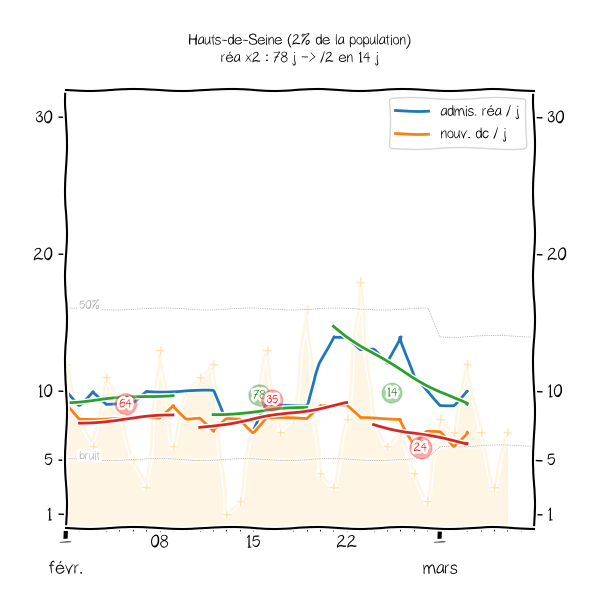 Hauts-de-Seine (2% de la population)
réa x2 : 78 j -> /2 en 14 j
admis. réa / j
nouv. dc / j
30
30
20
20
50%
10
10
64
78
35
14
24
bruit
5
5
1
1
08
15
22
févr.
mars